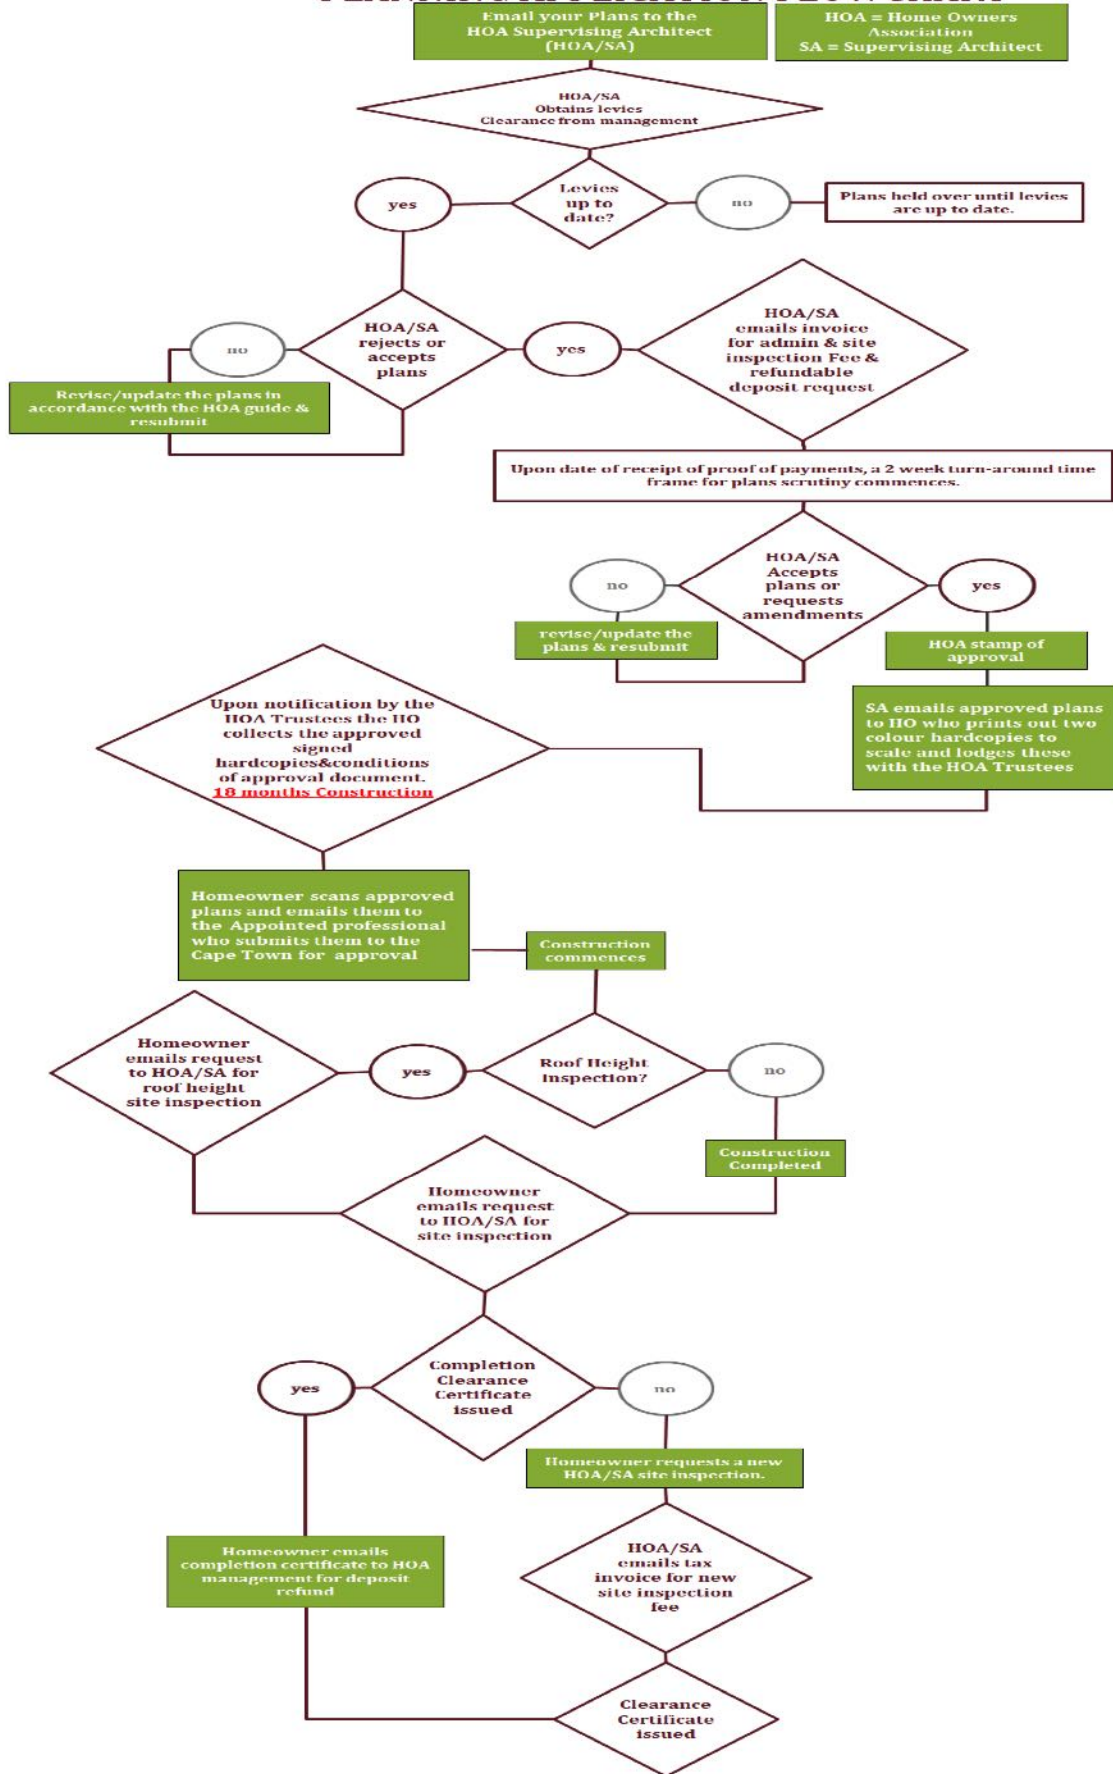 Email your Plans to the
HOA Supervising Architect
(HOA/SA)
HOA = Home Owners
Association
SA = Supervising Architect
HOA/SA
Obtains levies
Clearance from management
Levies
up to
date?
yes
no
Plans held over until levies
are up to date.
HOA/SA
rejects or
accepts
plans
no
yes
HOA/SA
emails invoice
for admin & site
inspection Fee &
refundable
deposit request
Revise/update the plans in
accordance with the HOA guide &
resubmit
Upon date of receipt of proof of payments, a 2 week turn-around time
frame for plans scrutiny commences.
HOA/SA
Accepts
plans or
requests
amendments
no
yes
revise/update the
plans & resubmit
HOA stamp of
approval
SA emails approved plans
to HO who prints out two
colour hardcopies to
scale and lodges these
with the HOA Trustees
Upon notification by the
HOA Trustees the HO
collects the approved
signed
hardcopies&conditions
of approval document.
18 months Construction
Homeowner scans approved
plans and emails them to
the Appointed professional
who submits them to the
Cape Town for approval
Construction
commences
Homeowner
emails request
to HOA/SA for
roof height
site inspection
yes
Roof Height
inspection?
no
Construction
Completed
Homeowner
emails request
to HOA/SA for
site inspection
Completion
Clearance
Certificate
issued
yes
no
Homeowner requests a new
HOA/SA site inspection.
HOA/SA
emails tax
invoice for new
site inspection
fee
Homeowner emails
completion certificate to HOA
management for deposit
refund
Clearance
Certificate
issued